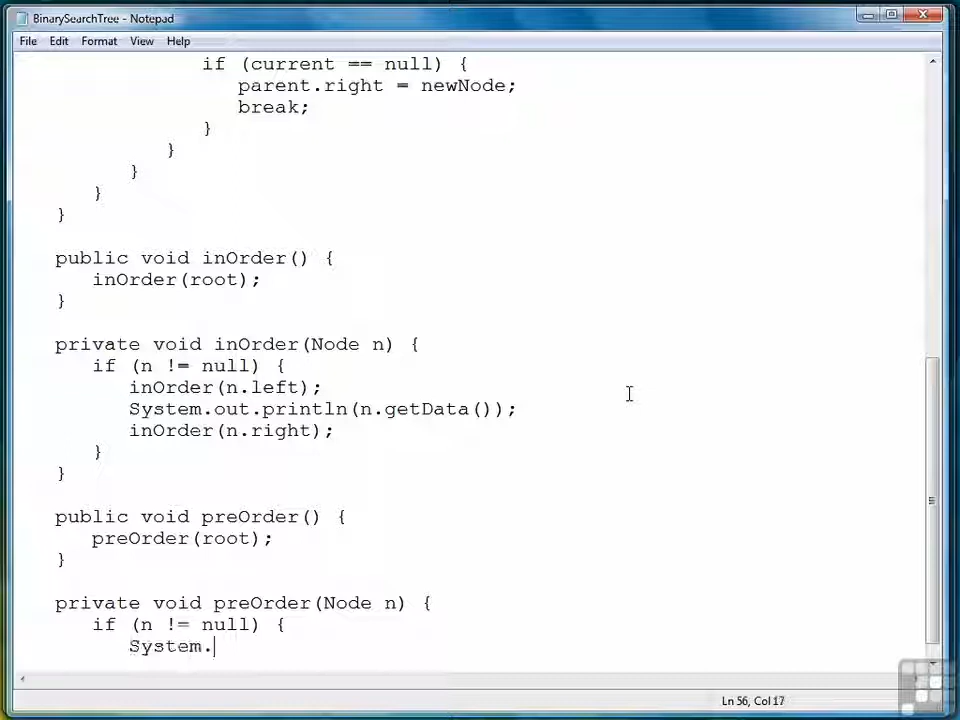 BinarySearchTree - Notepad
File Edit Format View Help
if (current == null) {
parent.right = newNode;
break;
}
}
}
}
}
public void inOrder() {
inOrder(root);
}
private void inOrder(Node n) {
if (n != null) {
inOrder(n.left);
System.out.println(n.getData());
inOrder(n.right);
}
}
public void preOrder() {
preOrder(root);
}
private void preOrder(Node n) {
if (n != null) {
System.
Ln 56, Col 17